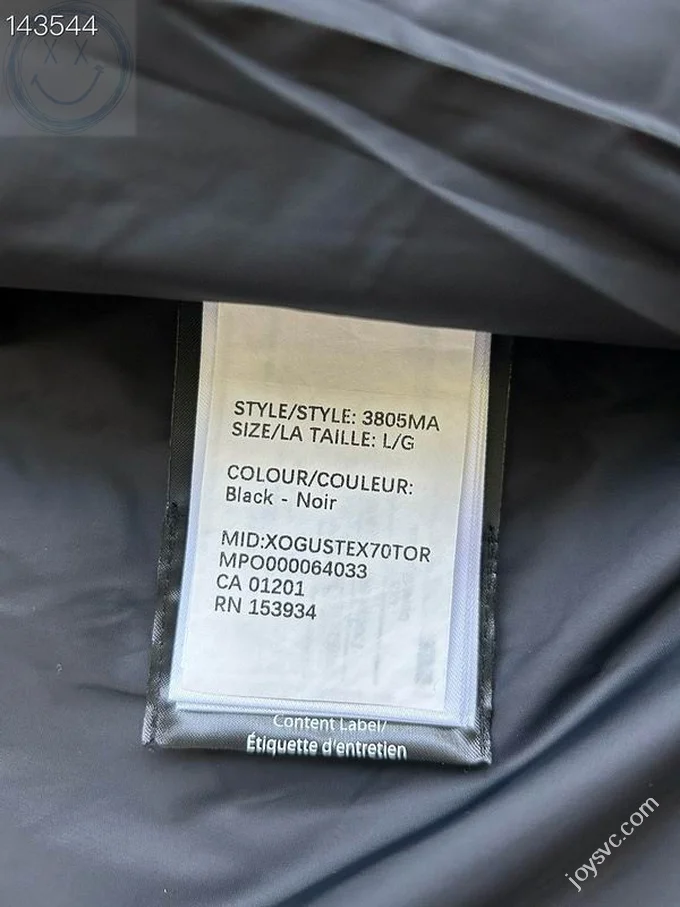 143544
STYLE/STYLE: 3805MA
SIZE/LA TAILLE: L/G
COLOUR/COULEUR:
Black - Noir
MID:XOGUSTEX70TOR
MPO000064033
CA 01201
RN 153934
Content Label/
Étiquette d'entretien
joysvc.com